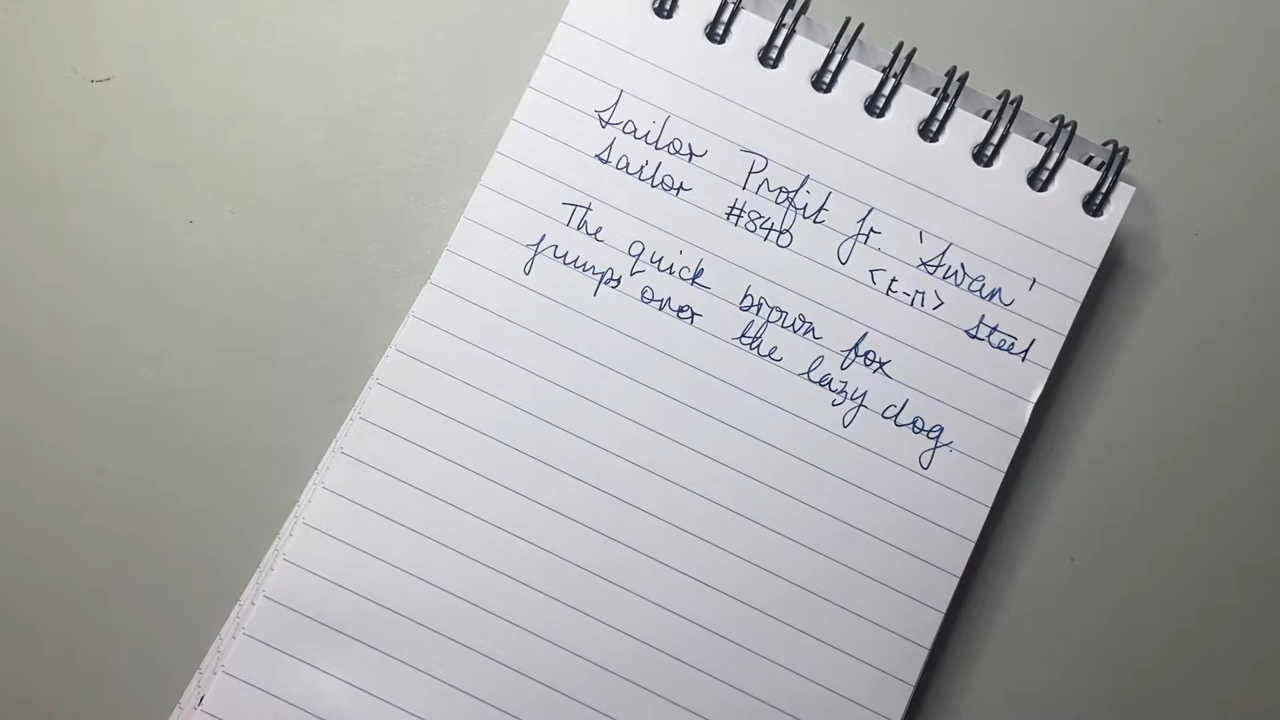 Sailor Profit Jr. 'Swan'
Sailor #840 <F-M> Steel
The quick brown fox
jumps over the lazy dog.